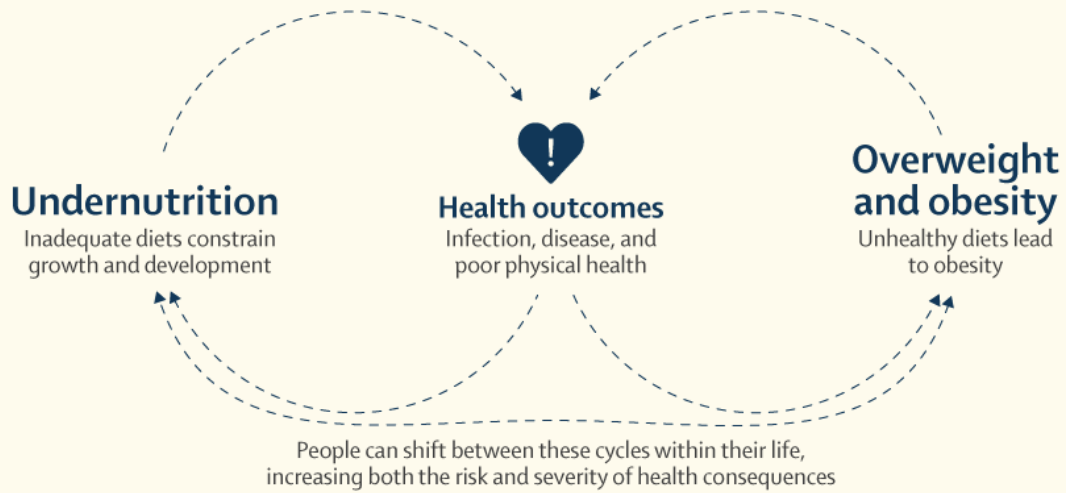 Undernutrition
Inadequate diets constrain
growth and development
!
Health outcomes
Infection, disease, and
poor physical health
Overweight
and obesity
Unhealthy diets lead
to obesity
People can shift between these cycles within their life,
increasing both the risk and severity of health consequences